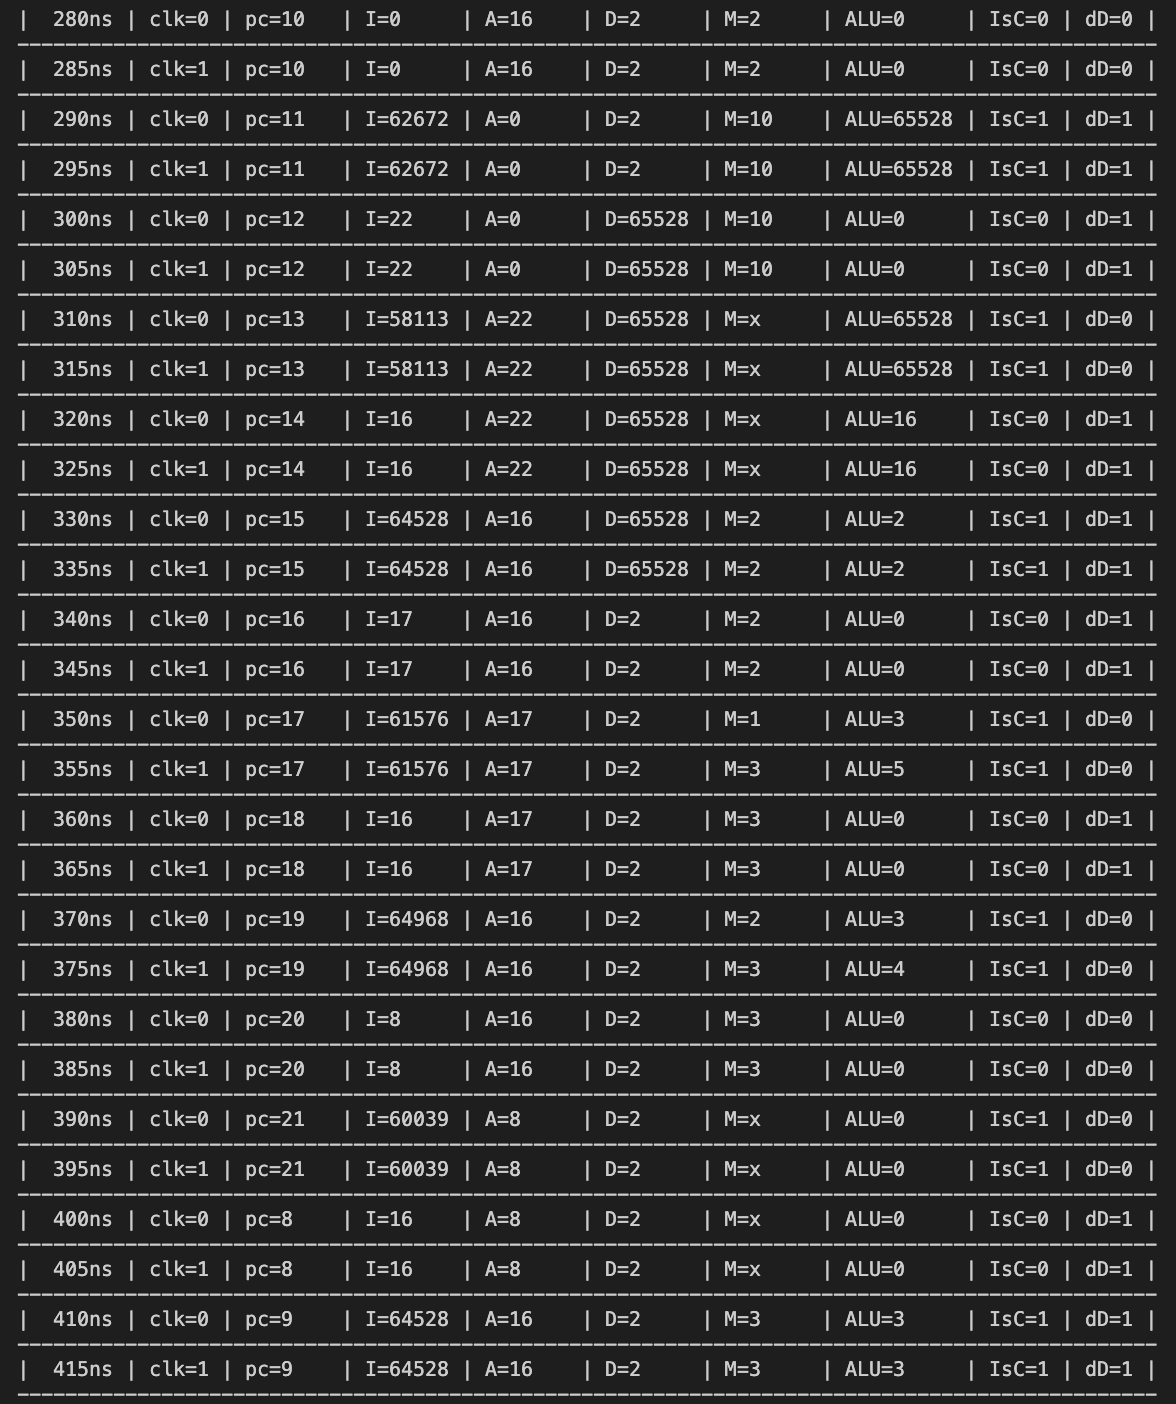 |  280ns | clk=0 | pc=10   | I=0     | A=16    | D=2     | M=2     | ALU=0     | IsC=0 | dD=0 |
|  285ns | clk=1 | pc=10   | I=0     | A=16    | D=2     | M=2     | ALU=0     | IsC=0 | dD=0 |
|  290ns | clk=0 | pc=11   | I=62672 | A=0     | D=2     | M=10    | ALU=65528 | IsC=1 | dD=1 |
|  295ns | clk=1 | pc=11   | I=62672 | A=0     | D=2     | M=10    | ALU=65528 | IsC=1 | dD=1 |
|  300ns | clk=0 | pc=12   | I=22    | A=0     | D=65528 | M=10    | ALU=0     | IsC=0 | dD=1 |
|  305ns | clk=1 | pc=12   | I=22    | A=0     | D=65528 | M=10    | ALU=0     | IsC=0 | dD=1 |
|  310ns | clk=0 | pc=13   | I=58113 | A=22    | D=65528 | M=x     | ALU=65528 | IsC=1 | dD=0 |
|  315ns | clk=1 | pc=13   | I=58113 | A=22    | D=65528 | M=x     | ALU=65528 | IsC=1 | dD=0 |
|  320ns | clk=0 | pc=14   | I=16    | A=22    | D=65528 | M=x     | ALU=16    | IsC=0 | dD=1 |
|  325ns | clk=1 | pc=14   | I=16    | A=22    | D=65528 | M=x     | ALU=16    | IsC=0 | dD=1 |
|  330ns | clk=0 | pc=15   | I=64528 | A=16    | D=65528 | M=2     | ALU=2     | IsC=1 | dD=1 |
|  335ns | clk=1 | pc=15   | I=64528 | A=16    | D=65528 | M=2     | ALU=2     | IsC=1 | dD=1 |
|  340ns | clk=0 | pc=16   | I=17    | A=16    | D=2     | M=2     | ALU=0     | IsC=0 | dD=1 |
|  345ns | clk=1 | pc=16   | I=17    | A=16    | D=2     | M=2     | ALU=0     | IsC=0 | dD=1 |
|  350ns | clk=0 | pc=17   | I=61576 | A=17    | D=2     | M=1     | ALU=3     | IsC=1 | dD=0 |
|  355ns | clk=1 | pc=17   | I=61576 | A=17    | D=2     | M=3     | ALU=5     | IsC=1 | dD=0 |
|  360ns | clk=0 | pc=18   | I=16    | A=17    | D=2     | M=3     | ALU=0     | IsC=0 | dD=1 |
|  365ns | clk=1 | pc=18   | I=16    | A=17    | D=2     | M=3     | ALU=0     | IsC=0 | dD=1 |
|  370ns | clk=0 | pc=19   | I=64968 | A=16    | D=2     | M=2     | ALU=3     | IsC=1 | dD=0 |
|  375ns | clk=1 | pc=19   | I=64968 | A=16    | D=2     | M=3     | ALU=4     | IsC=1 | dD=0 |
|  380ns | clk=0 | pc=20   | I=8     | A=16    | D=2     | M=3     | ALU=0     | IsC=0 | dD=0 |
|  385ns | clk=1 | pc=20   | I=8     | A=16    | D=2     | M=3     | ALU=0     | IsC=0 | dD=0 |
|  390ns | clk=0 | pc=21   | I=60039 | A=8     | D=2     | M=x     | ALU=0     | IsC=1 | dD=0 |
|  395ns | clk=1 | pc=21   | I=60039 | A=8     | D=2     | M=x     | ALU=0     | IsC=1 | dD=0 |
|  400ns | clk=0 | pc=8    | I=16    | A=8     | D=2     | M=x     | ALU=0     | IsC=0 | dD=1 |
|  405ns | clk=1 | pc=8    | I=16    | A=8     | D=2     | M=x     | ALU=0     | IsC=0 | dD=1 |
|  410ns | clk=0 | pc=9    | I=64528 | A=16    | D=2     | M=3     | ALU=3     | IsC=1 | dD=1 |
|  415ns | clk=1 | pc=9    | I=64528 | A=16    | D=2     | M=3     | ALU=3     | IsC=1 | dD=1 |